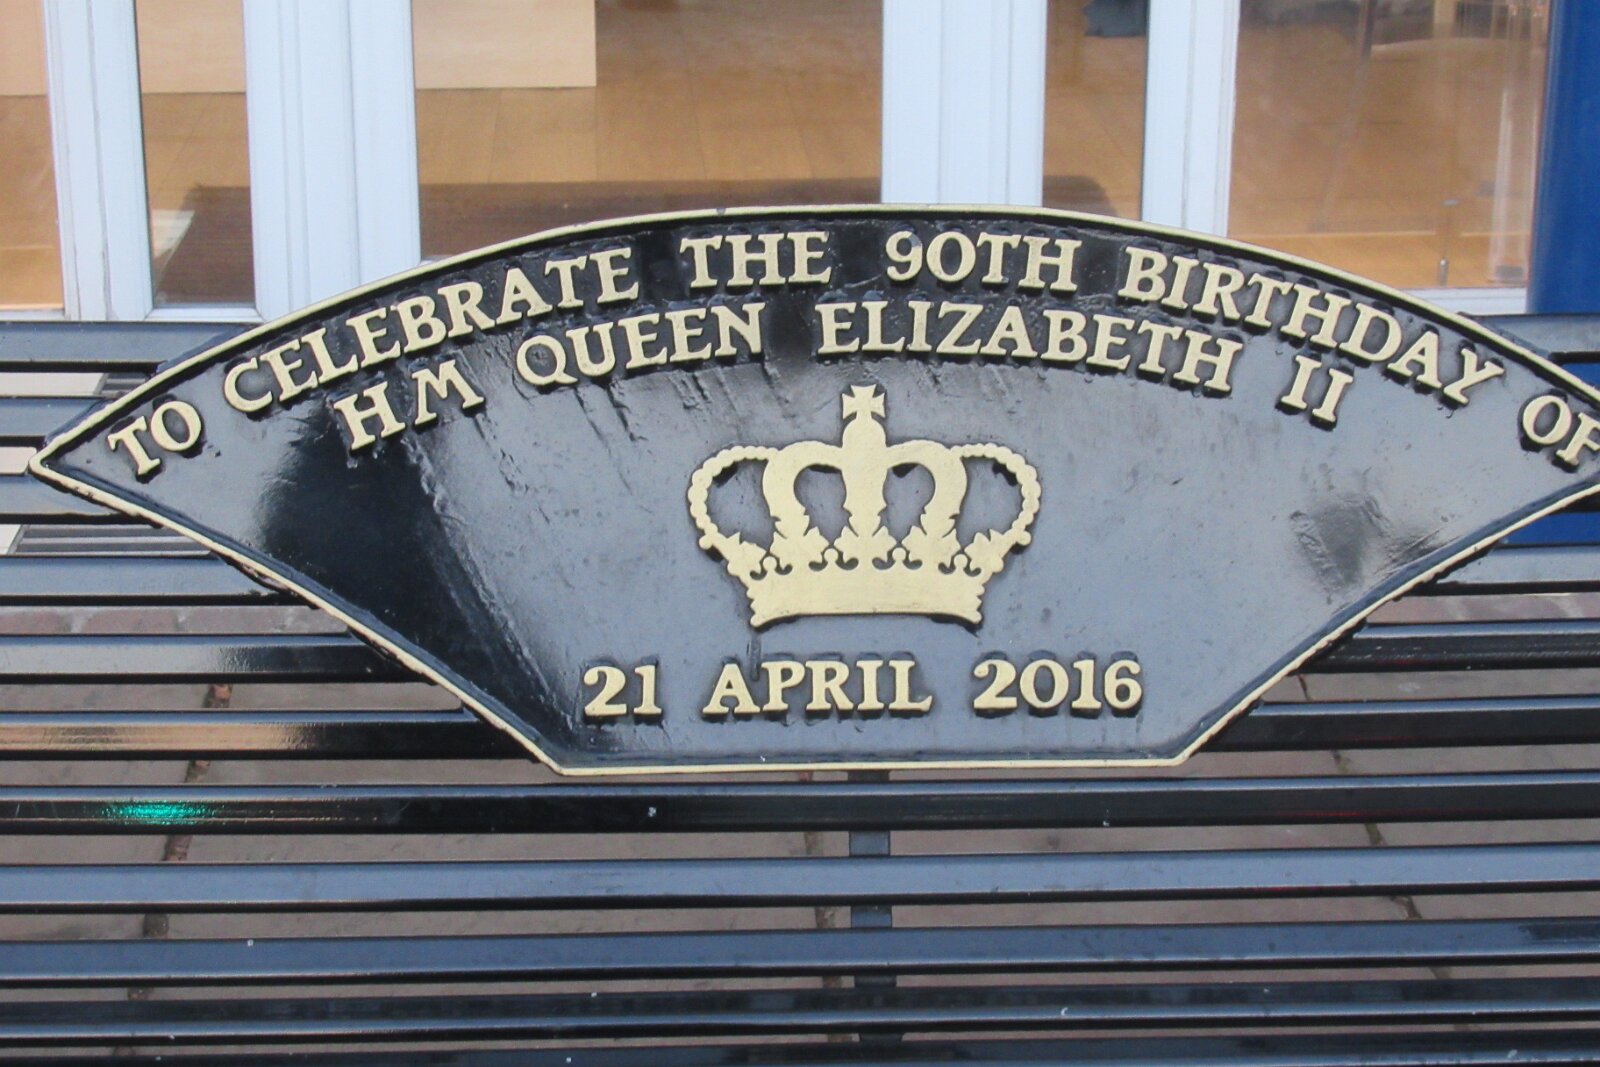 TO CELEBRATE THE 90TH BIRTHDAY OF
HM QUEEN ELIZABETH II
21 APRIL 2016